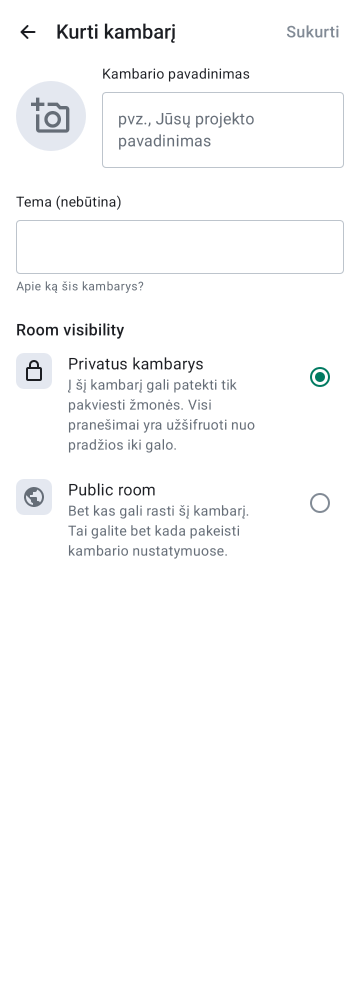 Kurti kambarį
Sukurti
Kambario pavadinimas
pvz., Jūsų projekto
pavadinimas
Tema (nebūtina)
Apie ką šis kambarys?
Room visibility
Privatus kambarys
Į šį kambarį gali patekti tik
pakviesti žmonės. Visi
pranešimai yra užšifruoti nuo
pradžios iki galo.
Public room
Bet kas gali rasti šį kambarį.
Tai galite bet kada pakeisti
kambario nustatymuose.